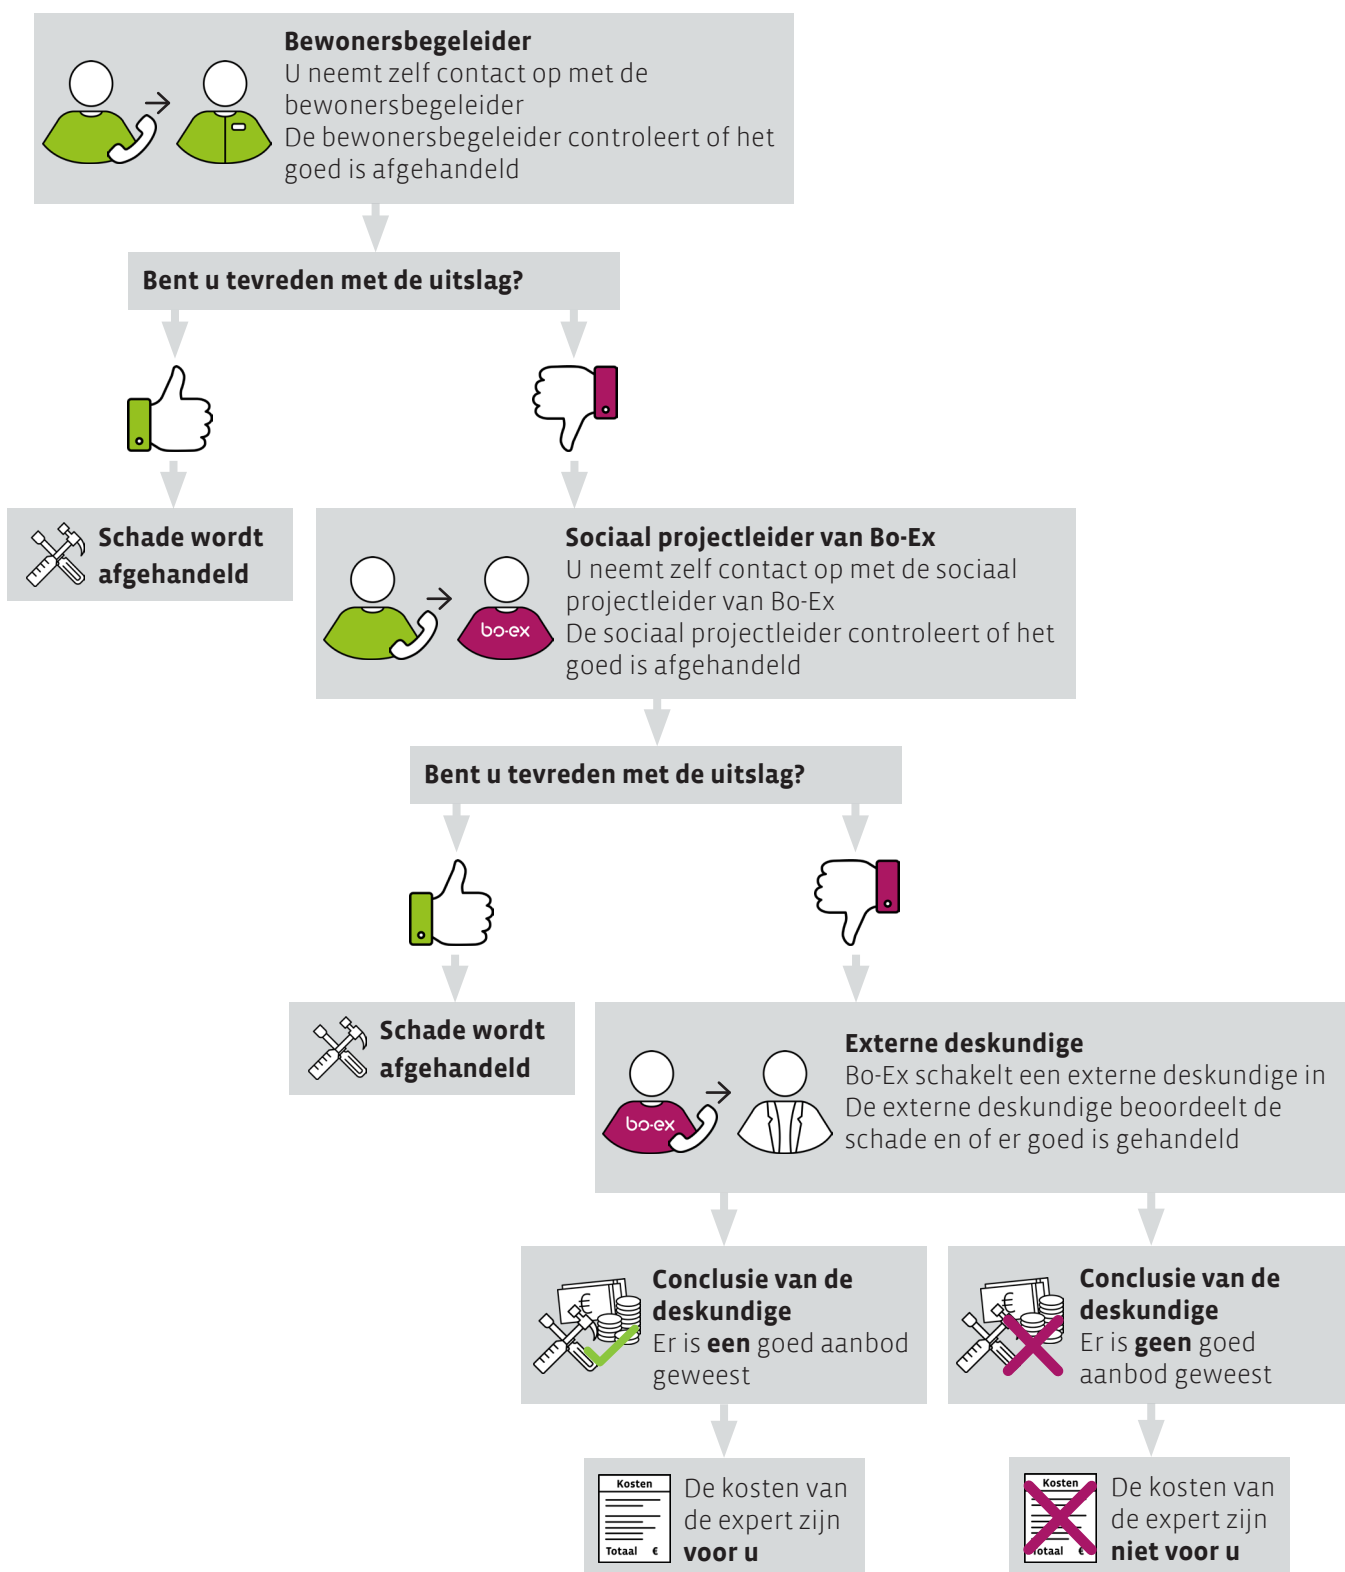 Bewonersbegeleider
U neemt zelf contact op met de
bewonersbegeleider
De bewonersbegeleider controleert of het
goed is afgehandeld
Bent u tevreden met de uitslag?
Schade wordt
afgehandeld
Sociaal projectleider van Bo-Ex
U neemt zelf contact op met de sociaal
projectleider van Bo-Ex
De sociaal projectleider controleert of het
goed is afgehandeld
bo-ex
Bent u tevreden met de uitslag?
Schade wordt
afgehandeld
Externe deskundige
Bo-Ex schakelt een externe deskundige in
De externe deskundige beoordeelt de
schade en of er goed is gehandeld
bo-ex
€
Conclusie van de
deskundige
Er is een goed aanbod
geweest
€
Conclusie van de
deskundige
Er is geen goed
aanbod geweest
Kosten
Totaal €
De kosten van
de expert zijn
voor u
Kosten
Totaal €
De kosten van
de expert zijn
niet voor u